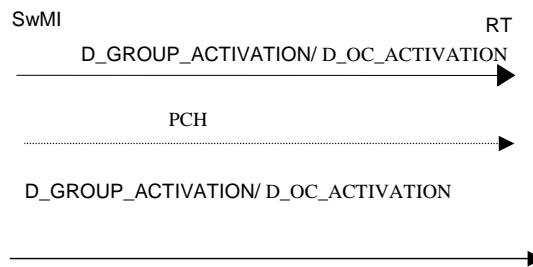 SwMI
RT
D_GROUP_ACTIVATION/ D_OC_ACTIVATION
PCH
D_GROUP_ACTIVATION/ D_OC_ACTIVATION